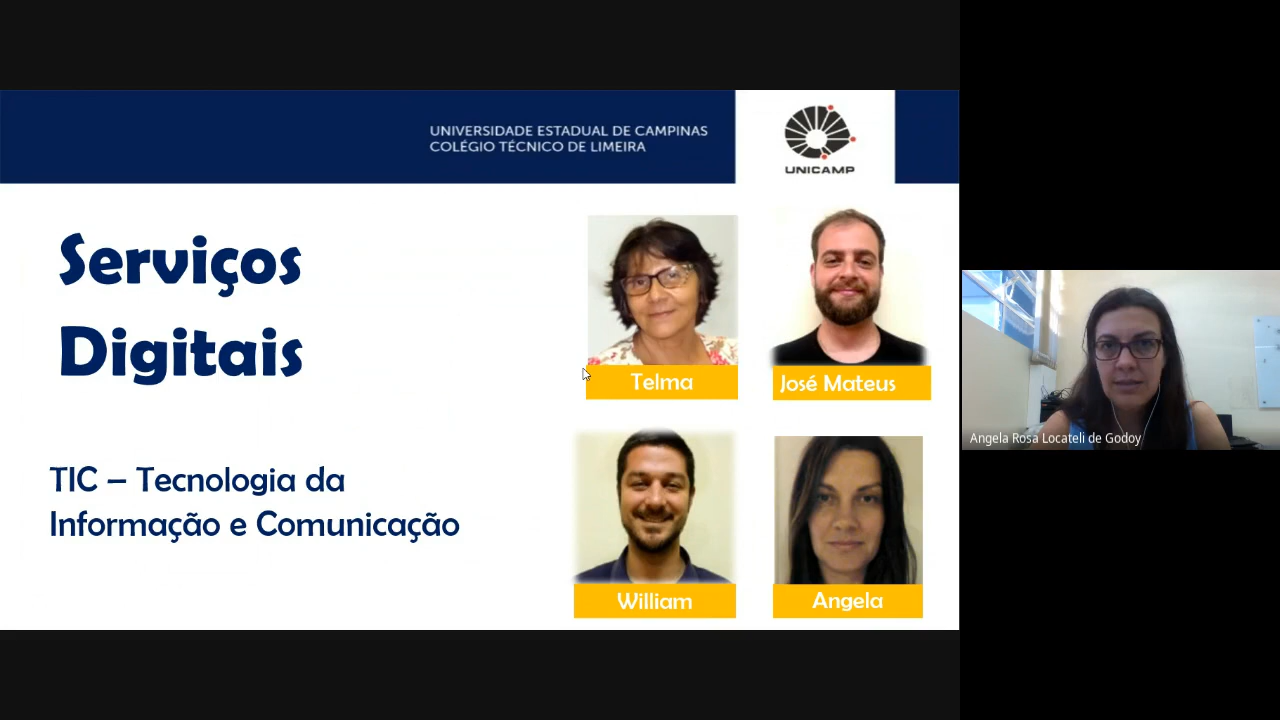 UNIVERSIDADE ESTADUAL DE CAMPINAS
COLÉGIO TÉCNICO DE LIMEIRA
UNICAMP
Serviços
Digitais
TIC – Tecnologia da
Informação e Comunicação
Telma
José Mateus
William
Angela
Angela Rosa Locateli de Godoy